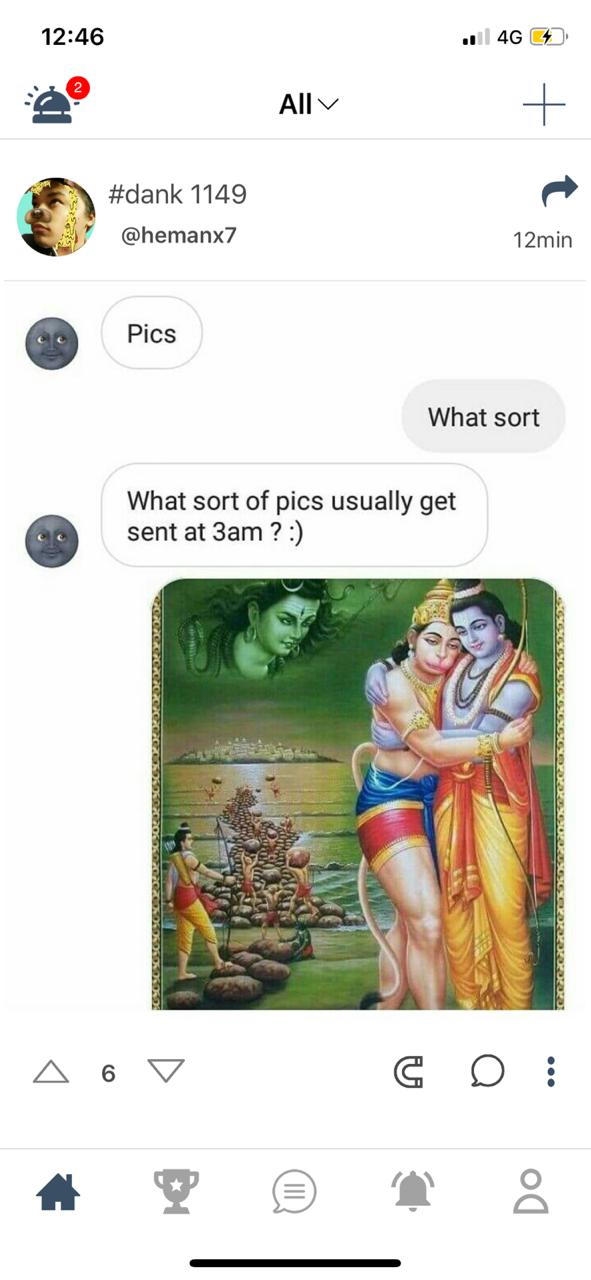 12:46
4G
2
All
#dank 1149
@hemanx7
12min
Pics
What sort
What sort of pics usually get
sent at 3am ? :)
6